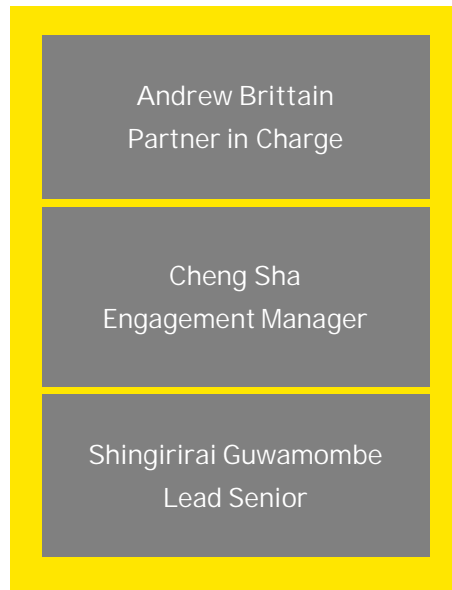 Andrew Brittain
Partner in Charge
Cheng Sha
Engagement Manager
Shingirirai Guwamombe
Lead Senior